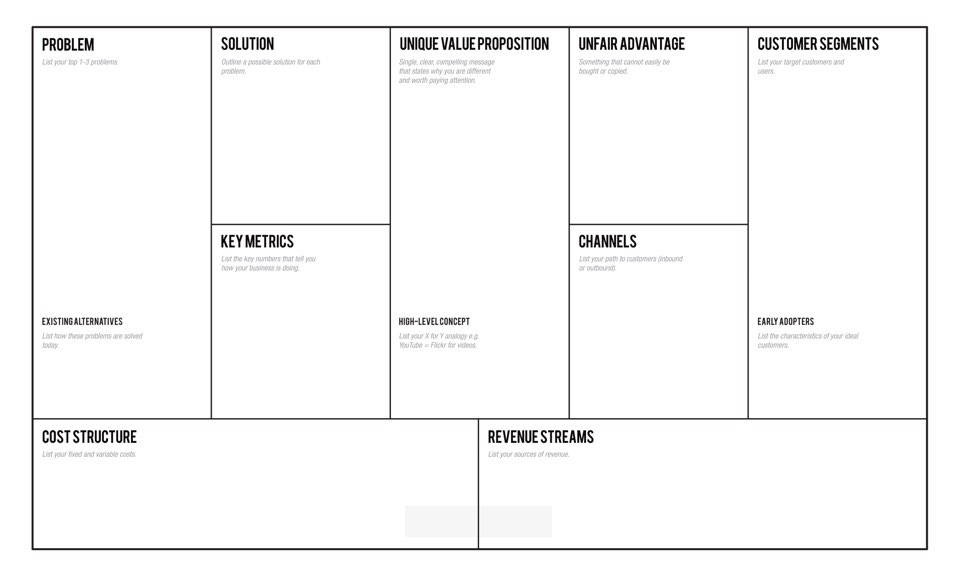 PROBLEM
List your top 1-3 problems.
EXISTING ALTERNATIVES
List how these problems are solved
today.
SOLUTION
Outline a possible solution for each
problem.
KEY METRICS
List the key numbers that tell you
how your business is doing.
UNIQUE VALUE PROPOSITION
Single, clear, compelling message
that states why you are different
and worth paying attention.
HIGH-LEVEL CONCEPT
List your X for Y analogy e.g.
YouTube = Flickr for videos.
UNFAIR ADVANTAGE
Something that cannot easily be
bought or copied.
CHANNELS
List your path to customers (inbound
or outbound).
CUSTOMER SEGMENTS
List your target customers and
users.
EARLY ADOPTERS
List the characteristics of your ideal
customers.
COST STRUCTURE
List your fixed and variable costs.
REVENUE STREAMS
List your sources of revenue.